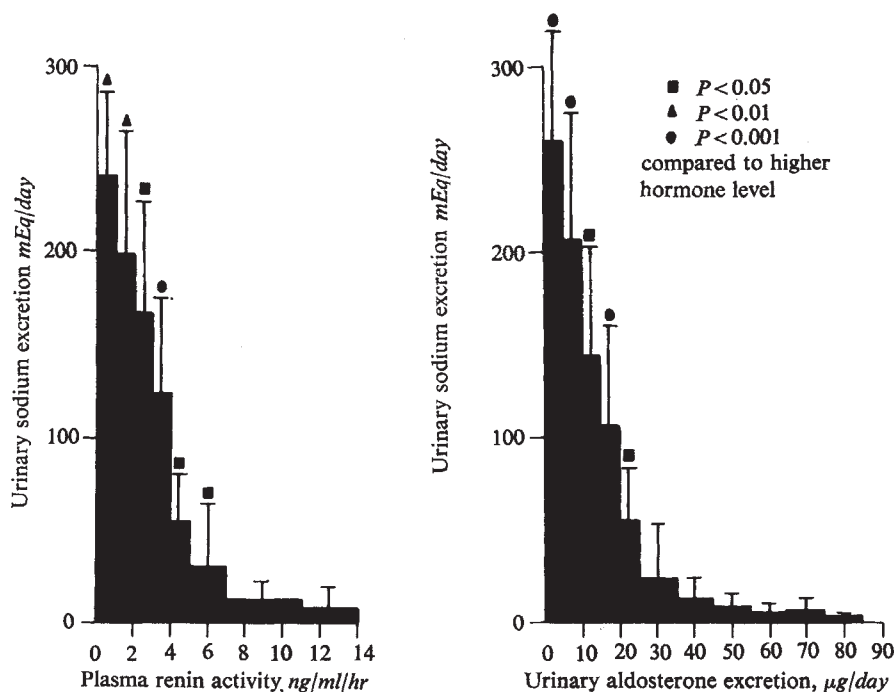 300
200
100
0
Urinary sodium excretion mEq/day
0 2 4 6 8 10 12 14
Plasma renin activity, ng/ml/hr
300
200
100
0
Urinary sodium excretion mEq/day
■ P<0.05
▲ P<0.01
● P<0.001
compared to higher
hormone level
0 10 20 30 40 50 60 70 80 90
Urinary aldosterone excretion, μg/day